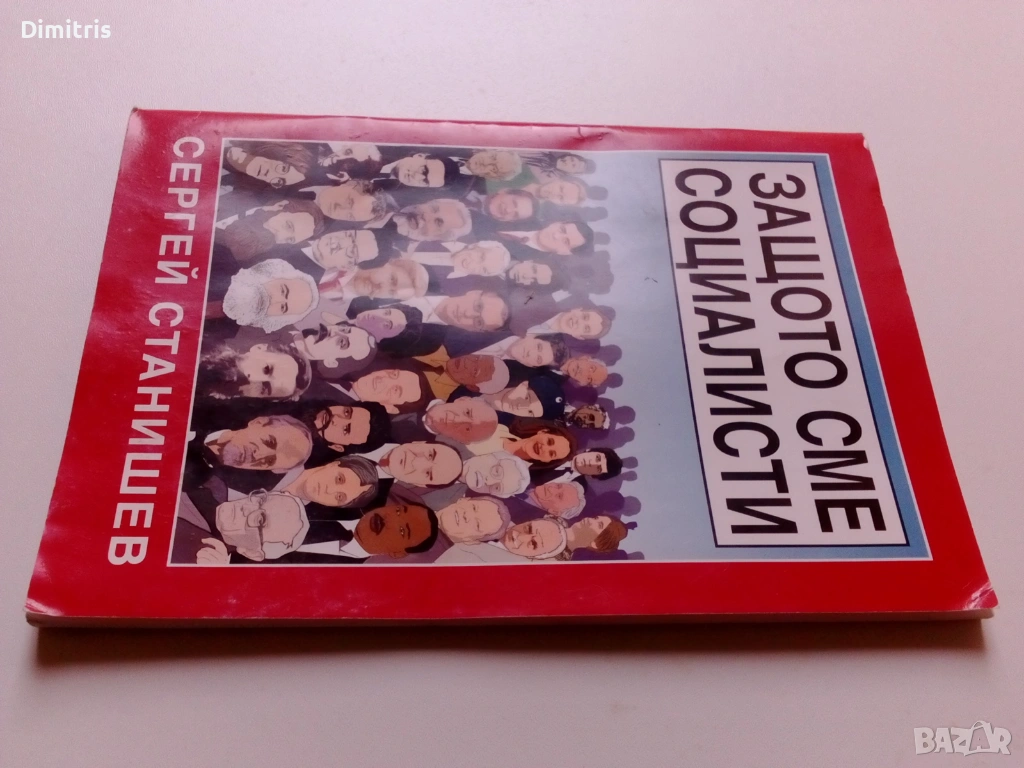 Dimitris
ЗАЩОТО СМЕ
СОЦИАЛИСТИ
СЕРГЕЙ СТАНИШЕВ
BAZAR